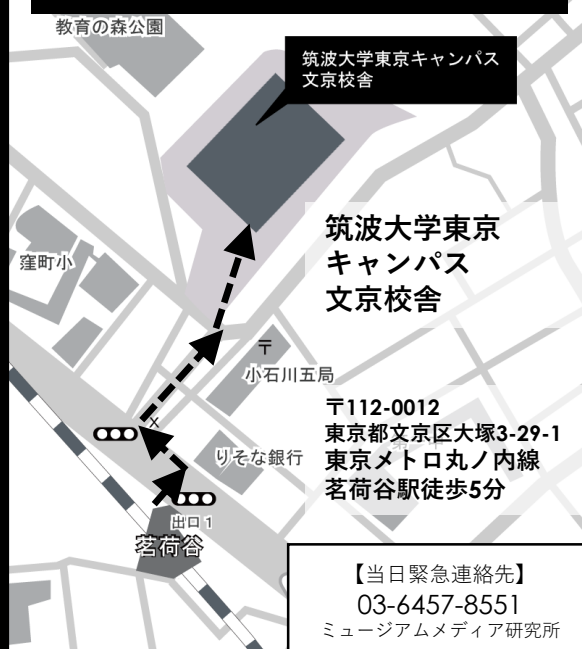 教育の森公園
筑波大学東京キャンパス
文京校舎
筑波大学東京
キャンパス
文京校舎
窪町小
〒
小石川五局
〒112-0012
東京都文京区大塚3-29-1
東京メトロ丸ノ内線
茗荷谷駅徒歩5分
x
りそな銀行
出口1
茗荷谷
【当日緊急連絡先】
03-6457-8551
ミュージアムメディア研究所